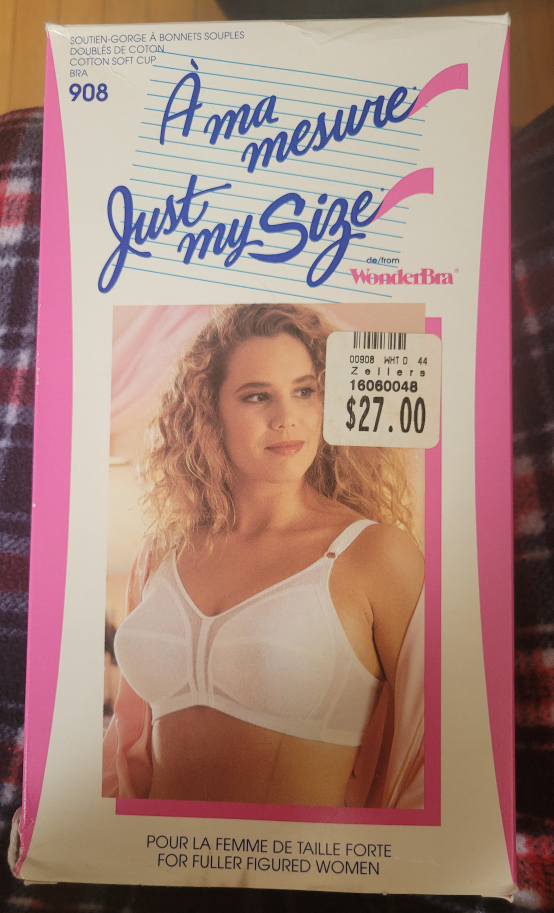 SOUTIEN-GORGE À BONNETS SOUPLES
DOUBLÉS DE COTON
COTTON SOFT CUP
BRA
908
À ma
mesure
Just
my Size
de/from
WonderBra®
00908 WHT D 44
Zellers
16060048
$27.00
POUR LA FEMME DE TAILLE FORTE
FOR FULLER FIGURED WOMEN